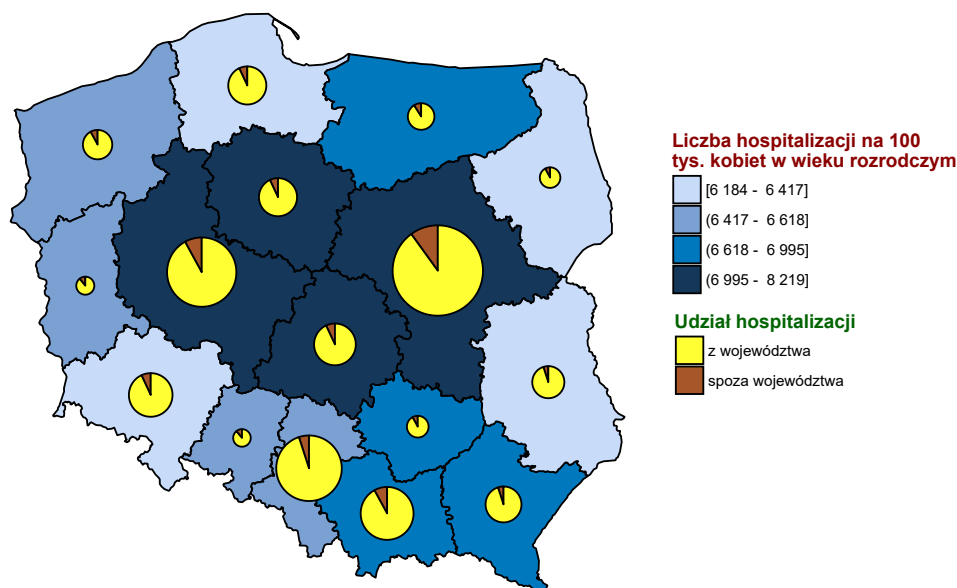 Liczba hospitalizacji na 100
tys. kobiet w wieku rozrodczym
[6 184 - 6 417]
(6 417 - 6 618]
(6 618 - 6 995]
(6 995 - 8 219]
Udział hospitalizacji
z województwa
spoza województwa